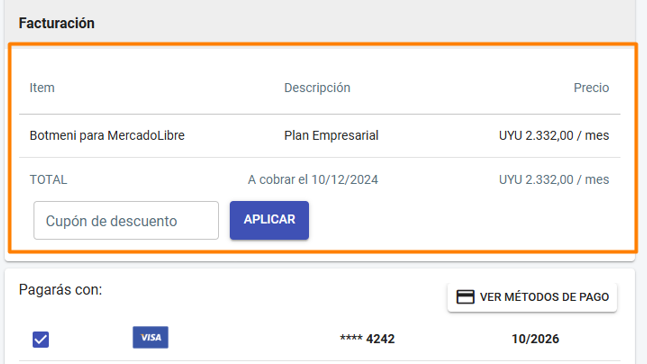 Facturación
Item Descripción Precio
Botmeni para MercadoLibre Plan Empresarial UYU 2.332,00 / mes
TOTAL A cobrar el 10/12/2024 UYU 2.332,00 / mes
Cupón de descuento APLICAR
Pagarás con: VER MÉTODOS DE PAGO
VISA **** 4242 10/2026